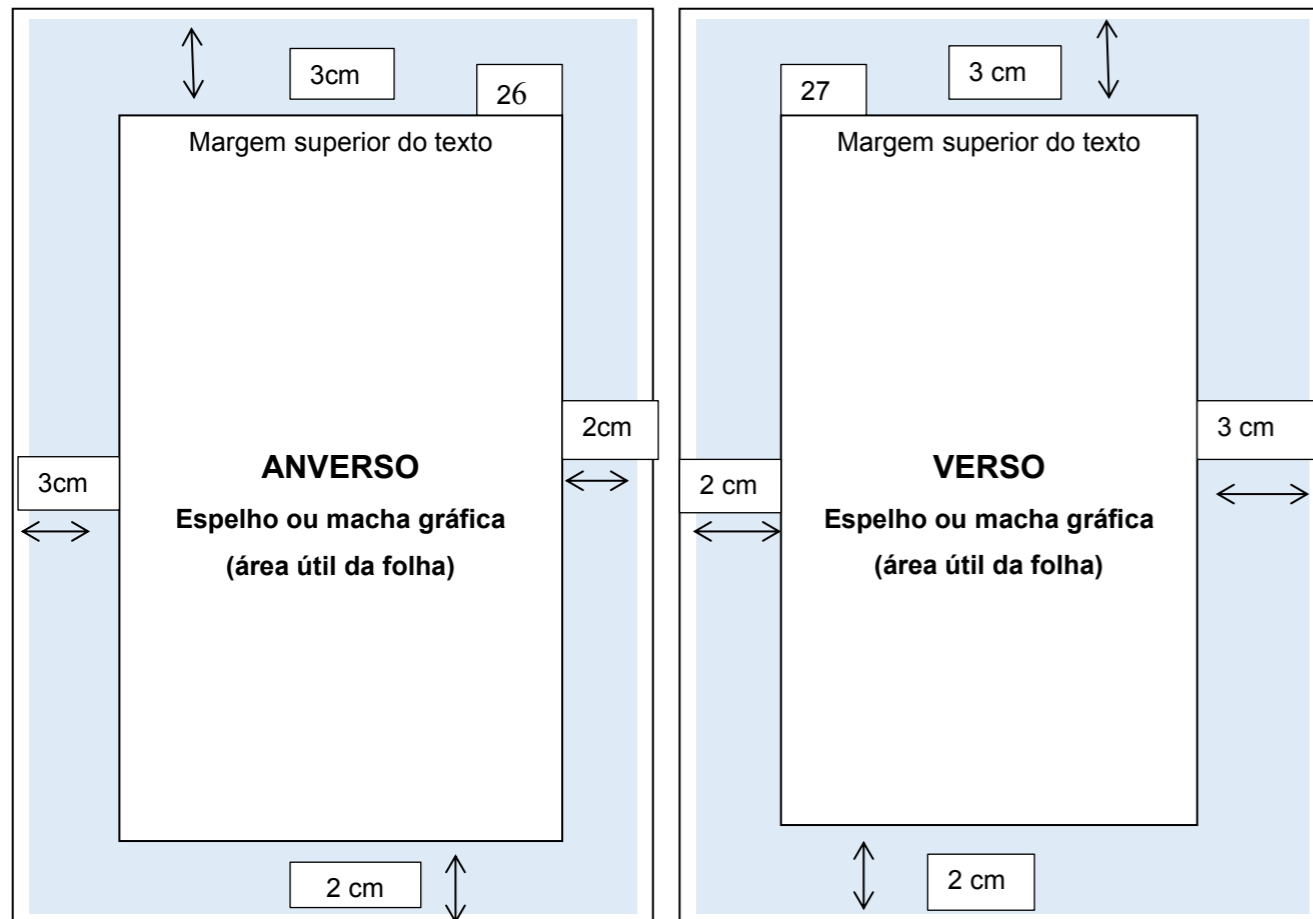 3cm
26
Margem superior do texto
2cm
3cm
ANVERSO
Espelho ou macha gráfica
(área útil da folha)
2 cm
3 cm
27
Margem superior do texto
3 cm
2 cm
VERSO
Espelho ou macha gráfica
(área útil da folha)
2 cm